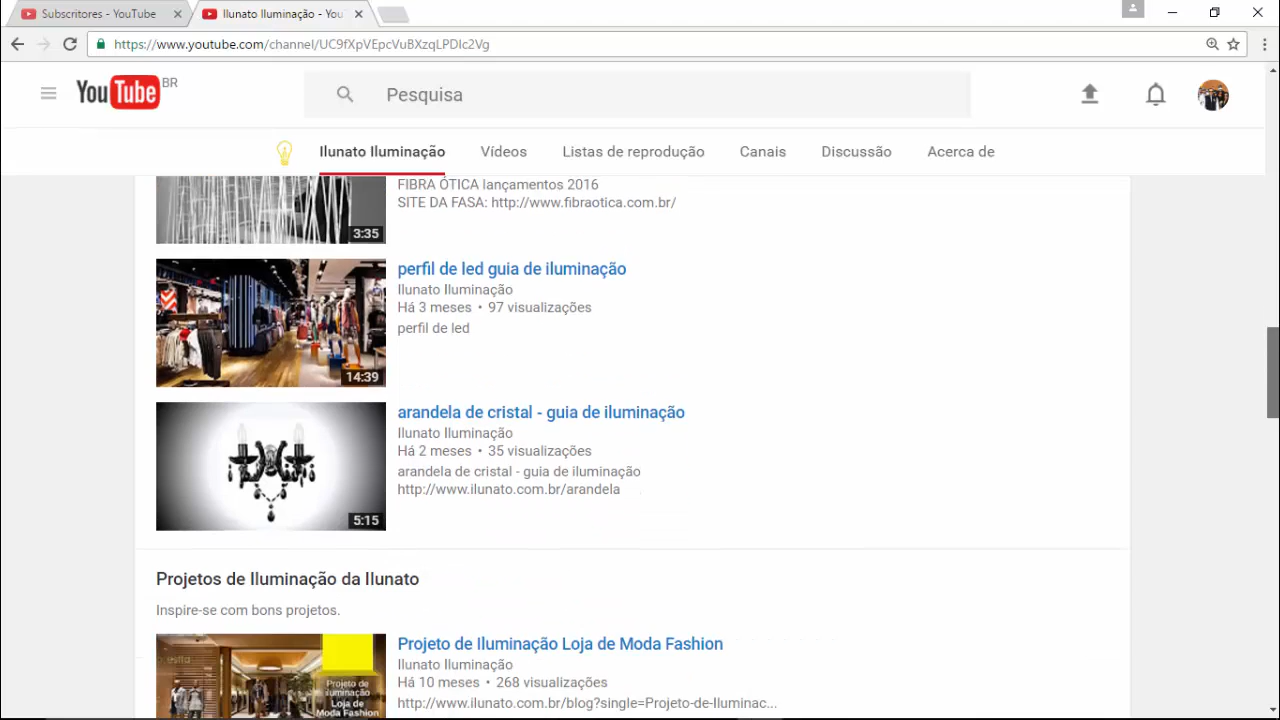 Subscritores - YouTube
Ilunato Iluminação - You
https://www.youtube.com/channel/UC9fXpVEpcVuBXzqLPDIc2Vg
YouTube BR
Pesquisa
Ilunato Iluminação
Vídeos
Listas de reprodução
Canais
Discussão
Acerca de
FIBRA ÓTICA lançamentos 2016
SITE DA FASA: http://www.fibraotica.com.br/
3:35
perfil de led guia de iluminação
Ilunato Iluminação
Há 3 meses • 97 visualizações
perfil de led
14:39
arandela de cristal - guia de iluminação
Ilunato Iluminação
Há 2 meses • 35 visualizações
arandela de cristal - guia de iluminação
http://www.ilunato.com.br/arandela
5:15
Projetos de Iluminação da Ilunato
Inspire-se com bons projetos.
Projeto de Iluminação Loja de Moda Fashion
Ilunato Iluminação
Há 10 meses • 268 visualizações
http://www.ilunato.com.br/blog?single=Projeto-de-Iluminac...
Projeto de
Iluminação
Loja de
Moda Fashion